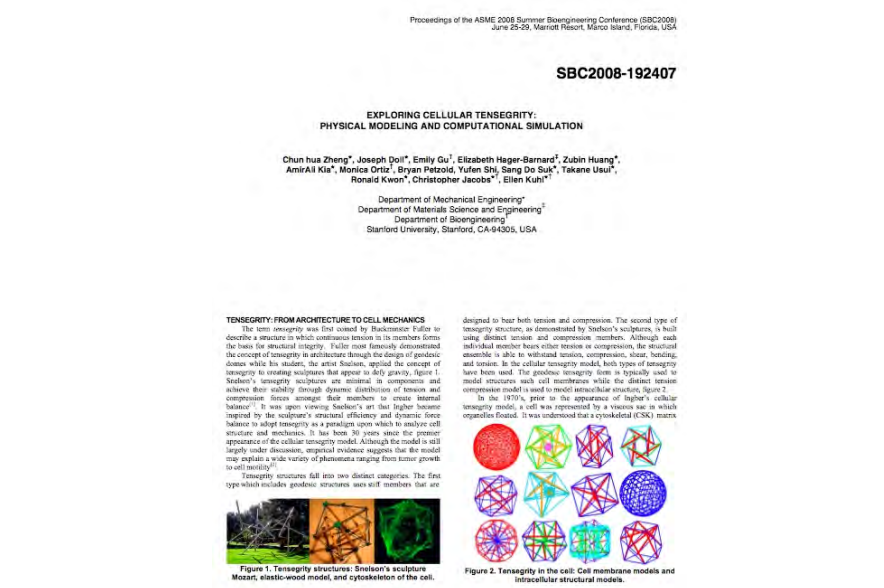 Proceedings of the ASME 2008 Summer Bioengineering Conference (SBC2008)
June 25-29, Marriott Resort, Marco Island, Florida, USA
SBC2008-192407
EXPLORING CELLULAR TENSEGRITY:
PHYSICAL MODELING AND COMPUTATIONAL SIMULATION
Chun hua Zheng*, Joseph Doll*, Emily Gu†, Elizabeth Hager-Barnard‡, Zubin Huang*,
AmirAli Kia*, Monica Ortiz†, Bryan Petzold, Yufen Shi, Sang Do Suk*, Takane Usui*,
Ronald Kwon*, Christopher Jacobs*†, Ellen Kuhl*†
Department of Mechanical Engineering*
Department of Materials Science and Engineering‡
Department of Bioengineering†
Stanford University, Stanford, CA-94305, USA
TENSEGRITY: FROM ARCHITECTURE TO CELL MECHANICS
The term tensegrity was first coined by Buckminster Fuller to
describe a structure in which continuous tension in its members forms
the basis for structural integrity. Fuller most famously demonstrated
the concept of tensegrity in architecture through the design of geodesic
domes while his student, the artist Snelson, applied the concept of
tensegrity to creating sculptures that appear to defy gravity, figure 1.
Snelson's tensegrity sculptures are minimal in components and
achieve their stability through dynamic distribution of tension and
compression forces amongst their members to create internal
balance. It was upon viewing Snelson's art that Ingber became
inspired by the sculpture's structural efficiency and dynamic force
balance to adopt tensegrity as a paradigm upon which to analyze cell
structure and mechanics. It has been 30 years since the premier
appearance of the cellular tensegrity model. Although the model is still
largely under discussion, empirical evidence suggests that the model
may explain a wide variety of phenomena ranging from tumor growth
to cell motility
Tensegrity structures fall into two distinct categories. The first
type which includes geodesic structures uses stiff members that are
Figure 1. Tensegrity structures: Snelson's sculpture
Mozart, elastic-wood model, and cytoskeleton of the cell.
designed to bear both tension and compression. The second type of
tensegrity structure, as demonstrated by Snelson's sculptures, is built
using distinct tension and compression members. Although each
individual member bears either tension or compression, the structural
ensemble is able to withstand tension, compression, shear, bending,
and torsion. In the cellular tensegrity model, both types of tensegrity
have been used. The geodesic tensegrity form is typically used to
model structures such cell membranes while the distinct tension
compression model is used to model intracellular structure, figure 2.
In the 1970's, prior to the appearance of Ingber's cellular
tensegrity model, a cell was represented by a viscous sac in which
organelles floated. It was understood that a cytoskeletal (CSK) matrix
Figure 2. Tensegrity in the cell: Cell membrane models and
intracellular structural models.